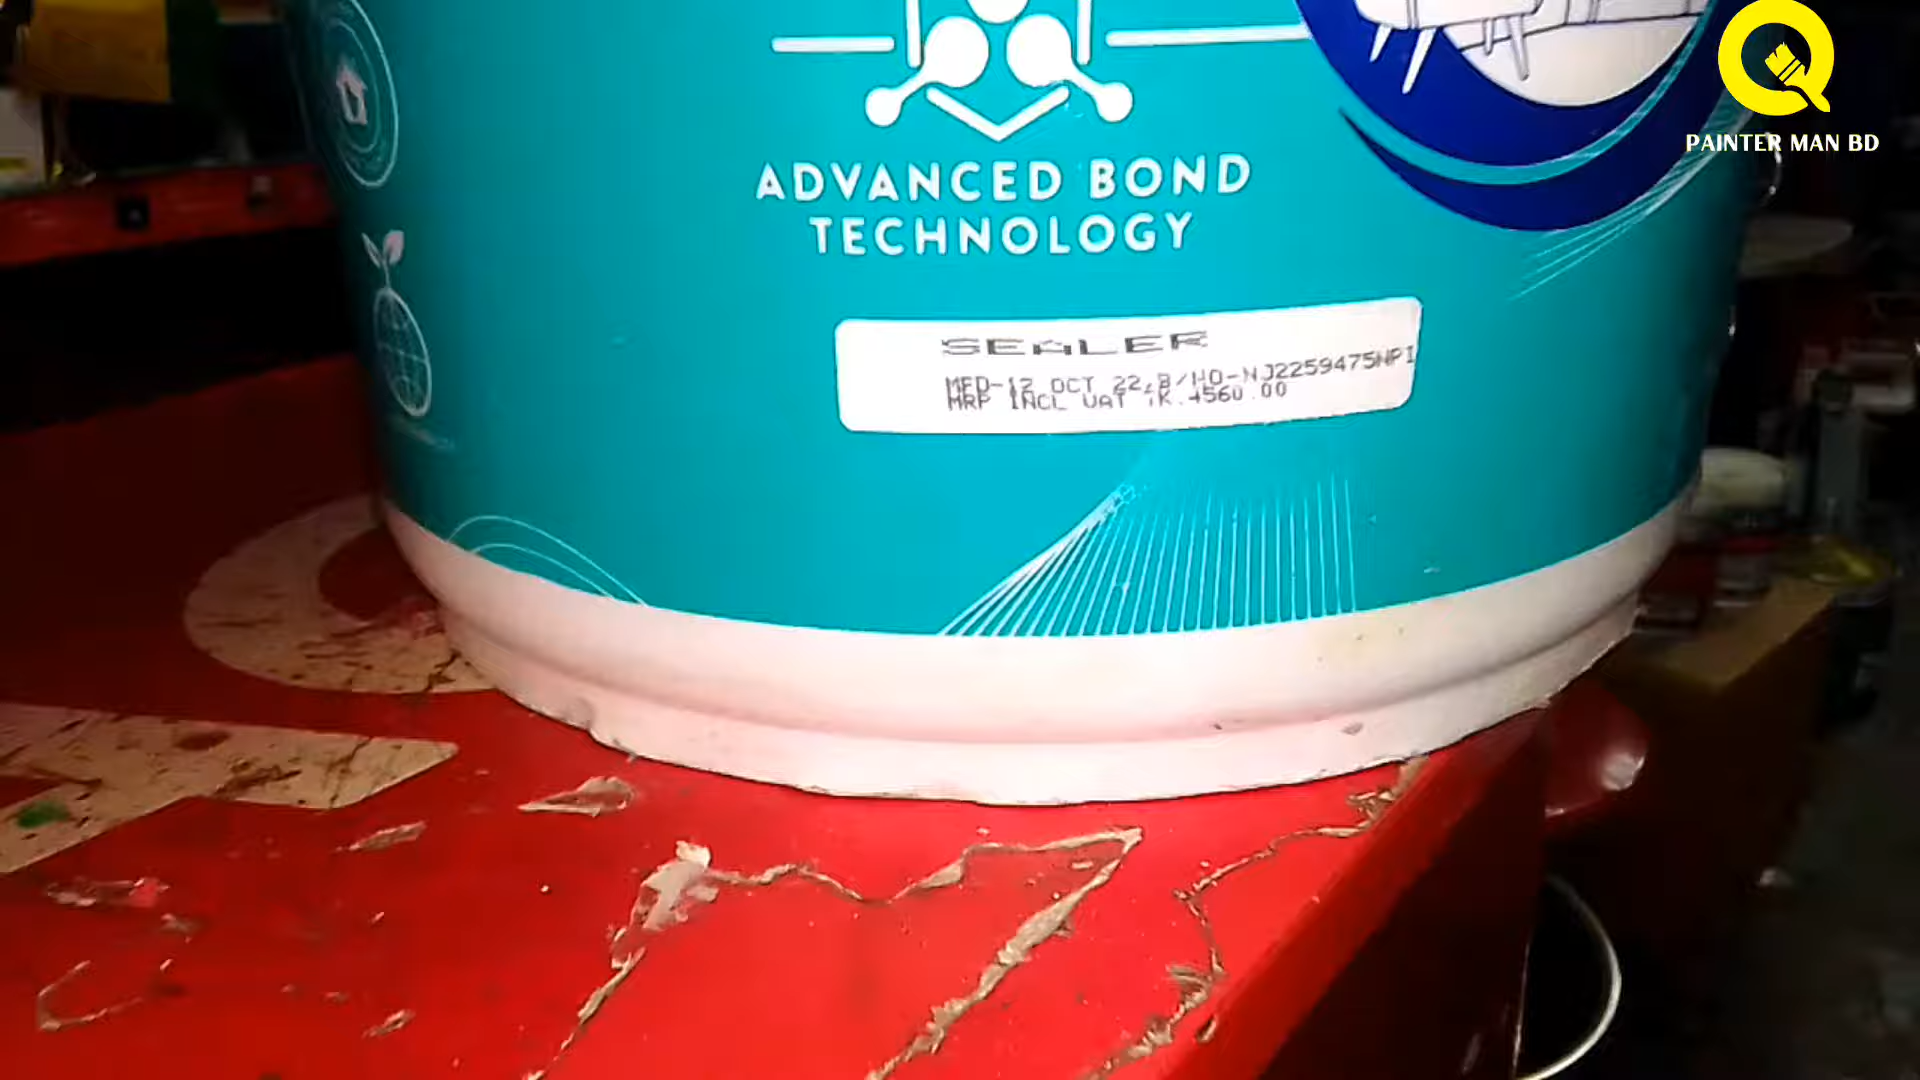 PAINTER MAN BD
ADVANCED BOND
TECHNOLOGY
SEALER
MFD-12 OCT 22,B/NO-NJ2259475NPI
MRP INCL VAT TK.4560.00